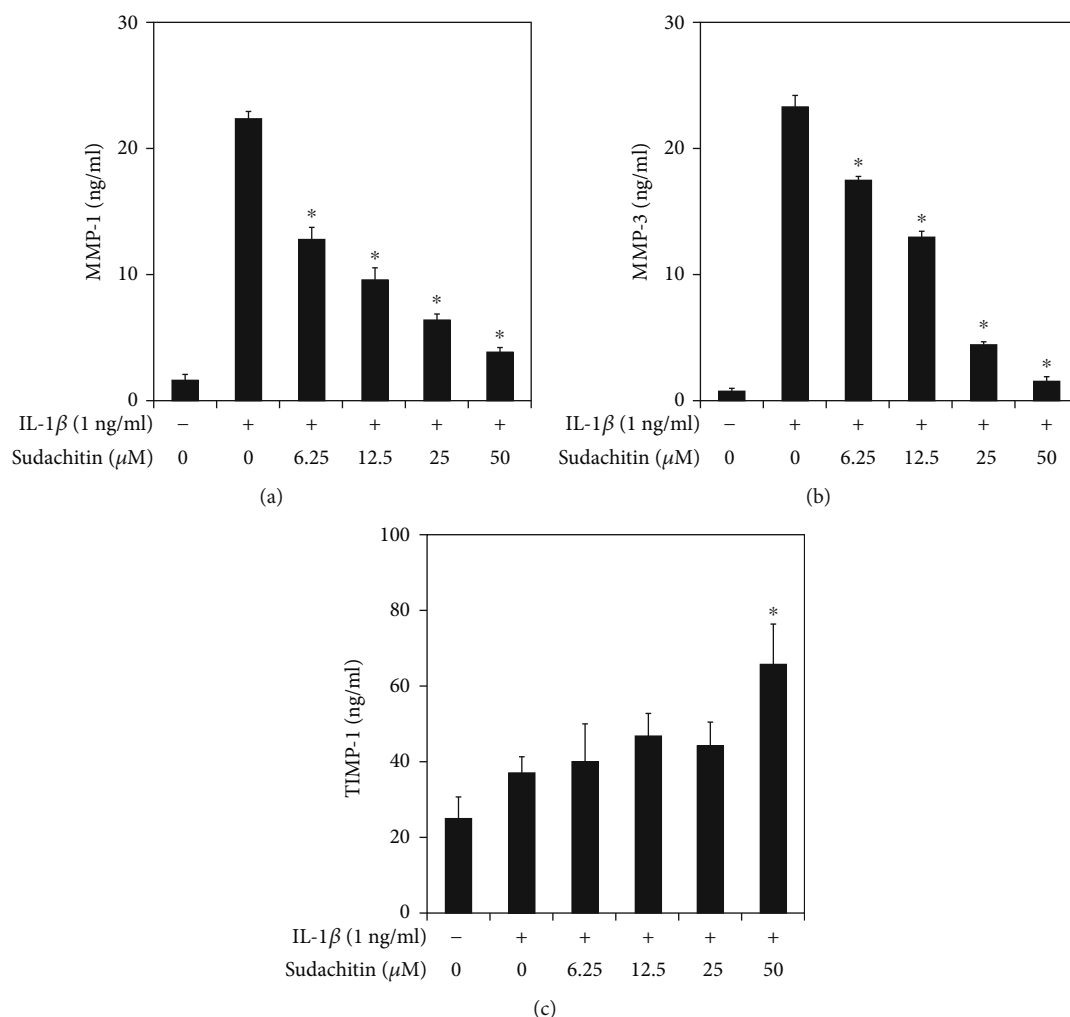 30
20
10
0
MMP-1 (ng/ml)
* * * *
IL-1β (1 ng/ml) − + + + + +
Sudachitin (μM) 0 0 6.25 12.5 25 50
(a)
30
20
10
0
MMP-3 (ng/ml)
* * * *
IL-1β (1 ng/ml) − + + + + +
Sudachitin (μM) 0 0 6.25 12.5 25 50
(b)
100
80
60
40
20
0
TIMP-1 (ng/ml)
*
IL-1β (1 ng/ml) − + + + + +
Sudachitin (μM) 0 0 6.25 12.5 25 50
(c)